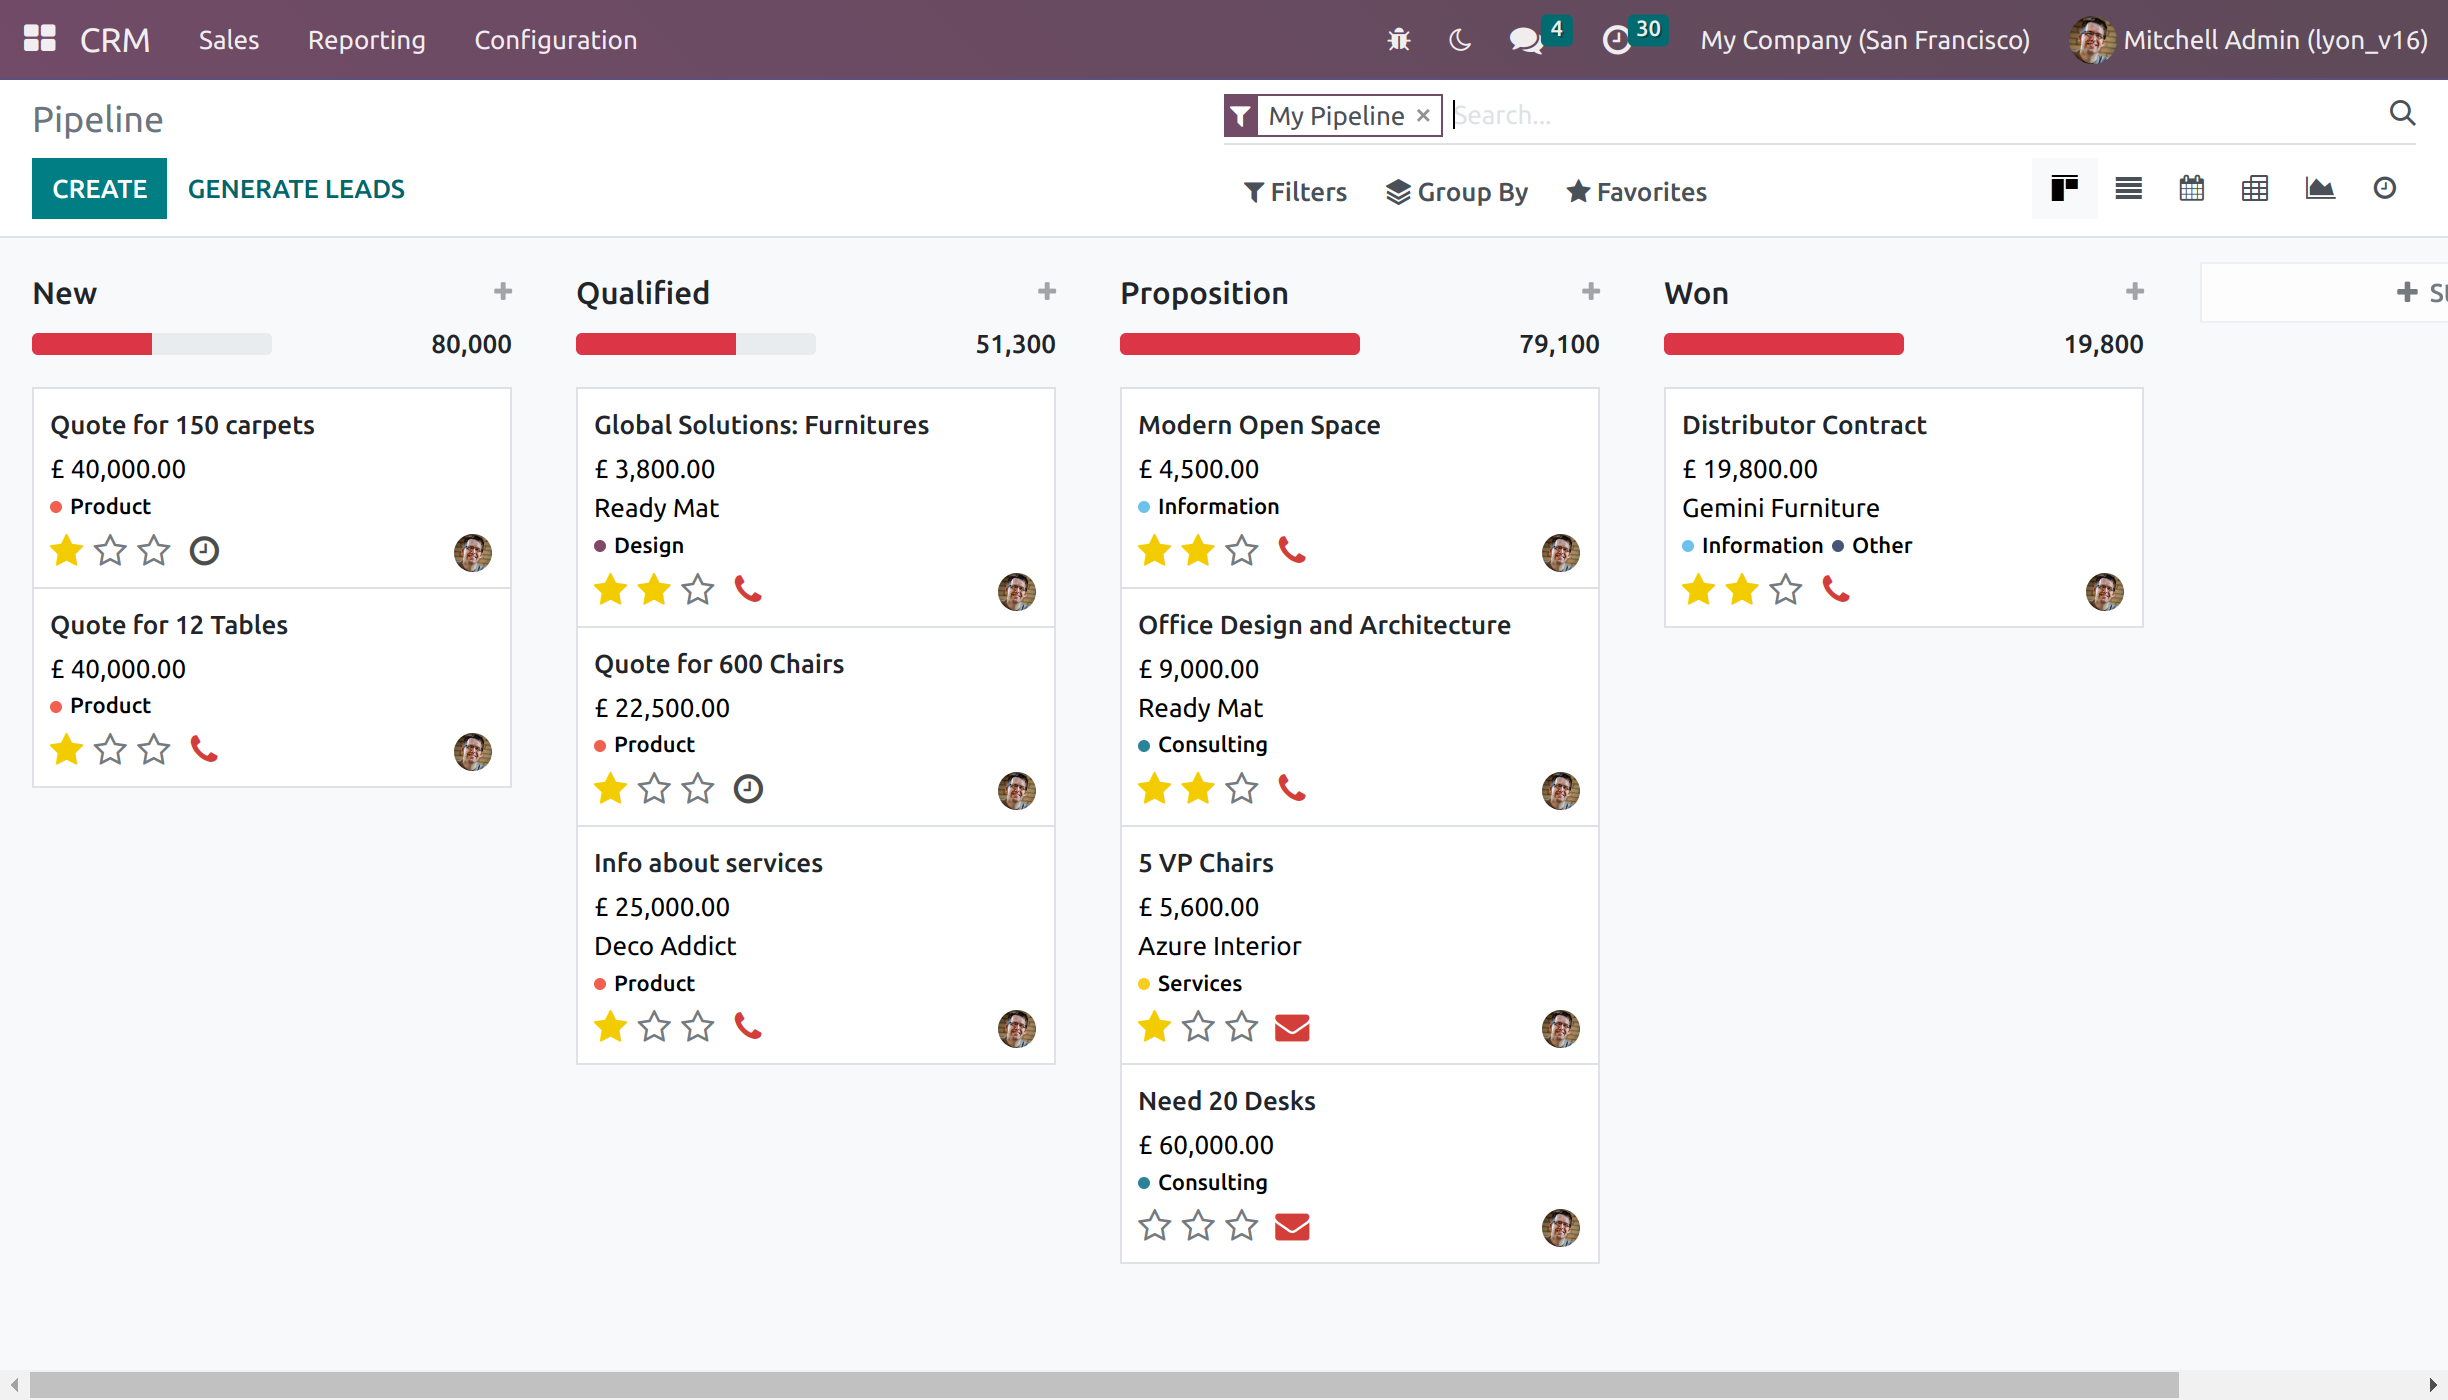 CRM Sales Reporting Configuration 4 30 My Company (San Francisco) Mitchell Admin (lyon_v16)
Pipeline
My Pipeline × Search...
CREATE GENERATE LEADS
Filters Group By Favorites
New
80,000
Quote for 150 carpets
£ 40,000.00
Product
Quote for 12 Tables
£ 40,000.00
Product
Qualified
51,300
Global Solutions: Furnitures
£ 3,800.00
Ready Mat
Design
Quote for 600 Chairs
£ 22,500.00
Product
Info about services
£ 25,000.00
Deco Addict
Product
Proposition
79,100
Modern Open Space
£ 4,500.00
Information
Office Design and Architecture
£ 9,000.00
Ready Mat
Consulting
5 VP Chairs
£ 5,600.00
Azure Interior
Services
Need 20 Desks
£ 60,000.00
Consulting
Won
19,800
Distributor Contract
£ 19,800.00
Gemini Furniture
Information Other